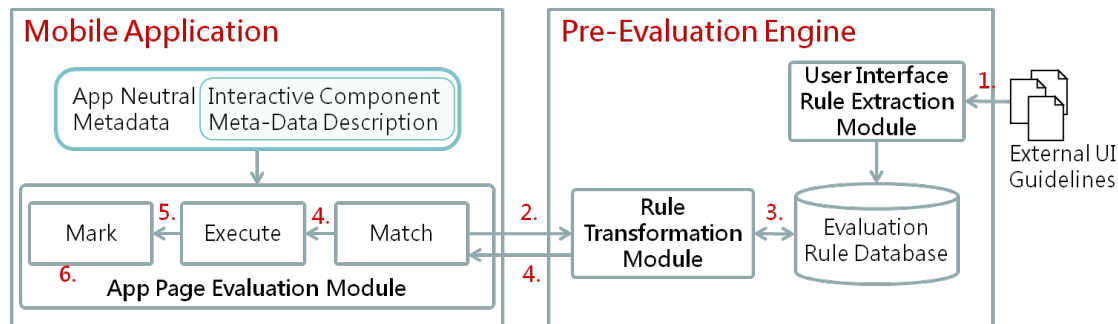 Mobile Application
App Neutral
Metadata
Interactive Component
Meta-Data Description
5.
4.
2.
Mark
Execute
Match
6.
4.
App Page Evaluation Module
Pre-Evaluation Engine
User Interface
Rule Extraction
Module
1.
External UI
Guidelines
Rule
Transformation
Module
3.
Evaluation
Rule Database